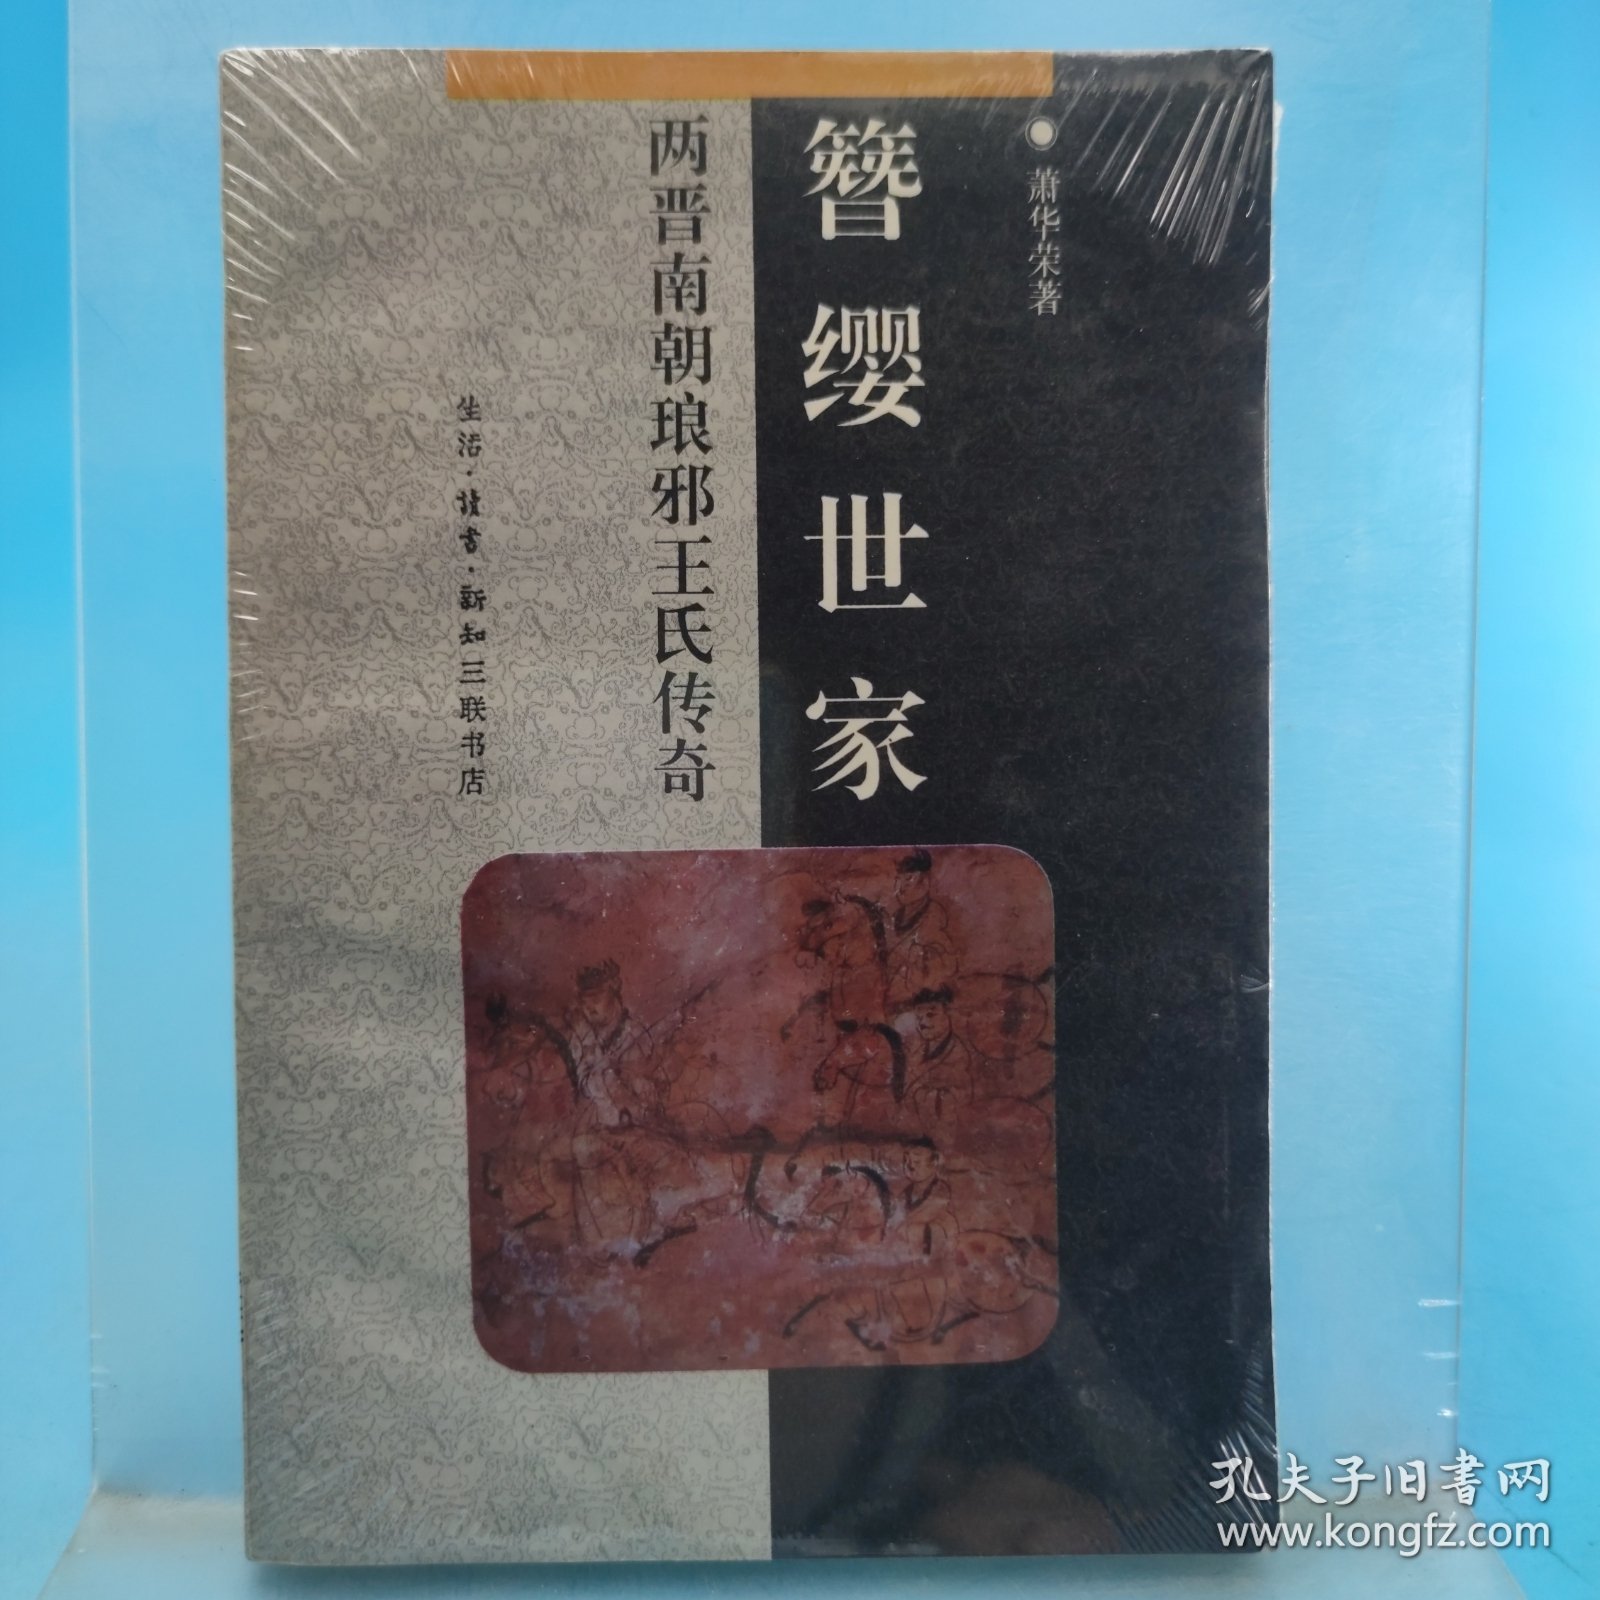 萧华荣著
簪缨世家
两晋南朝琅邪王氏传奇
生活·读书·新知三联书店
孔夫子旧书网
www.kongfz.com